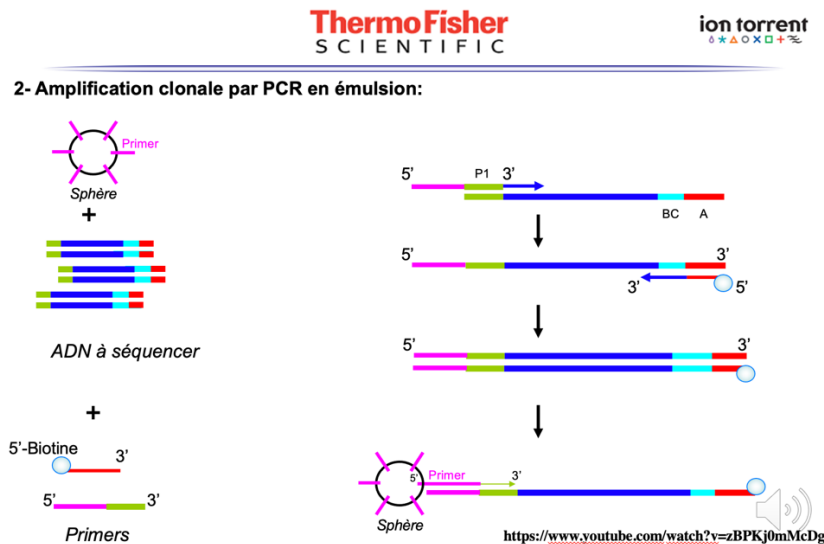 ThermoFisher
SCIENTIFIC
ion torrent
2- Amplification clonale par PCR en émulsion:
Primer
Sphère
+
ADN à séquencer
+
5'-Biotine
3'
5'
3'
Primers
5'
P1
3'
BC
A
5'
3'
3'
5'
5'
3'
5'
Primer
3'
Sphère
https://www.youtube.com/watch?v=zBPKj0mMcDg